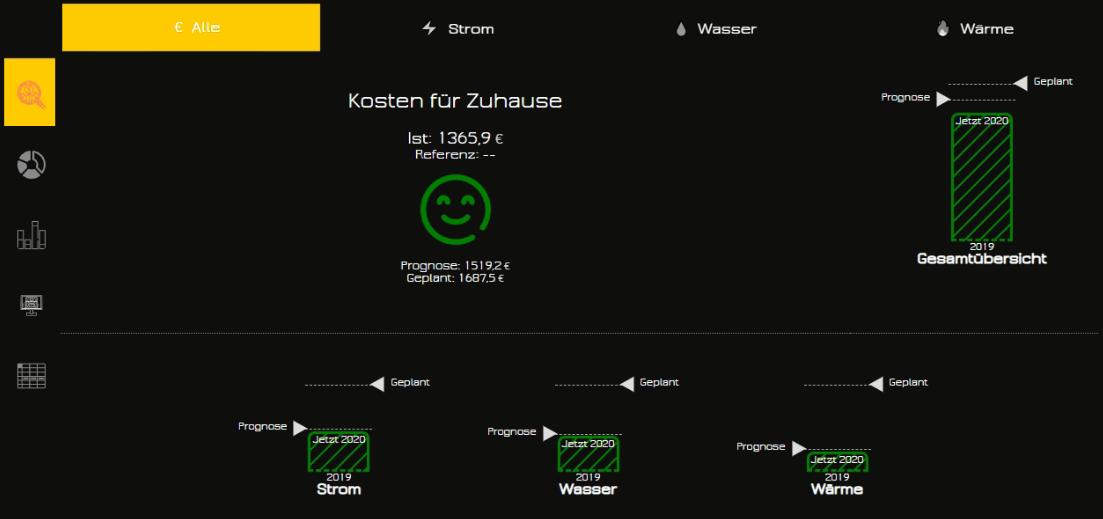 € Alle
Strom
Wasser
Wärme
Kosten für Zuhause
Ist: 1365,9 €
Referenz: --
Prognose: 1519,2 €
Geplant: 1687,5 €
Geplant
Prognose
Jetzt 2020
2019
Gesamtübersicht
Geplant
Prognose
Jetzt 2020
2019
Strom
Geplant
Prognose
Jetzt 2020
2019
Wasser
Geplant
Prognose
Jetzt 2020
2019
Wärme